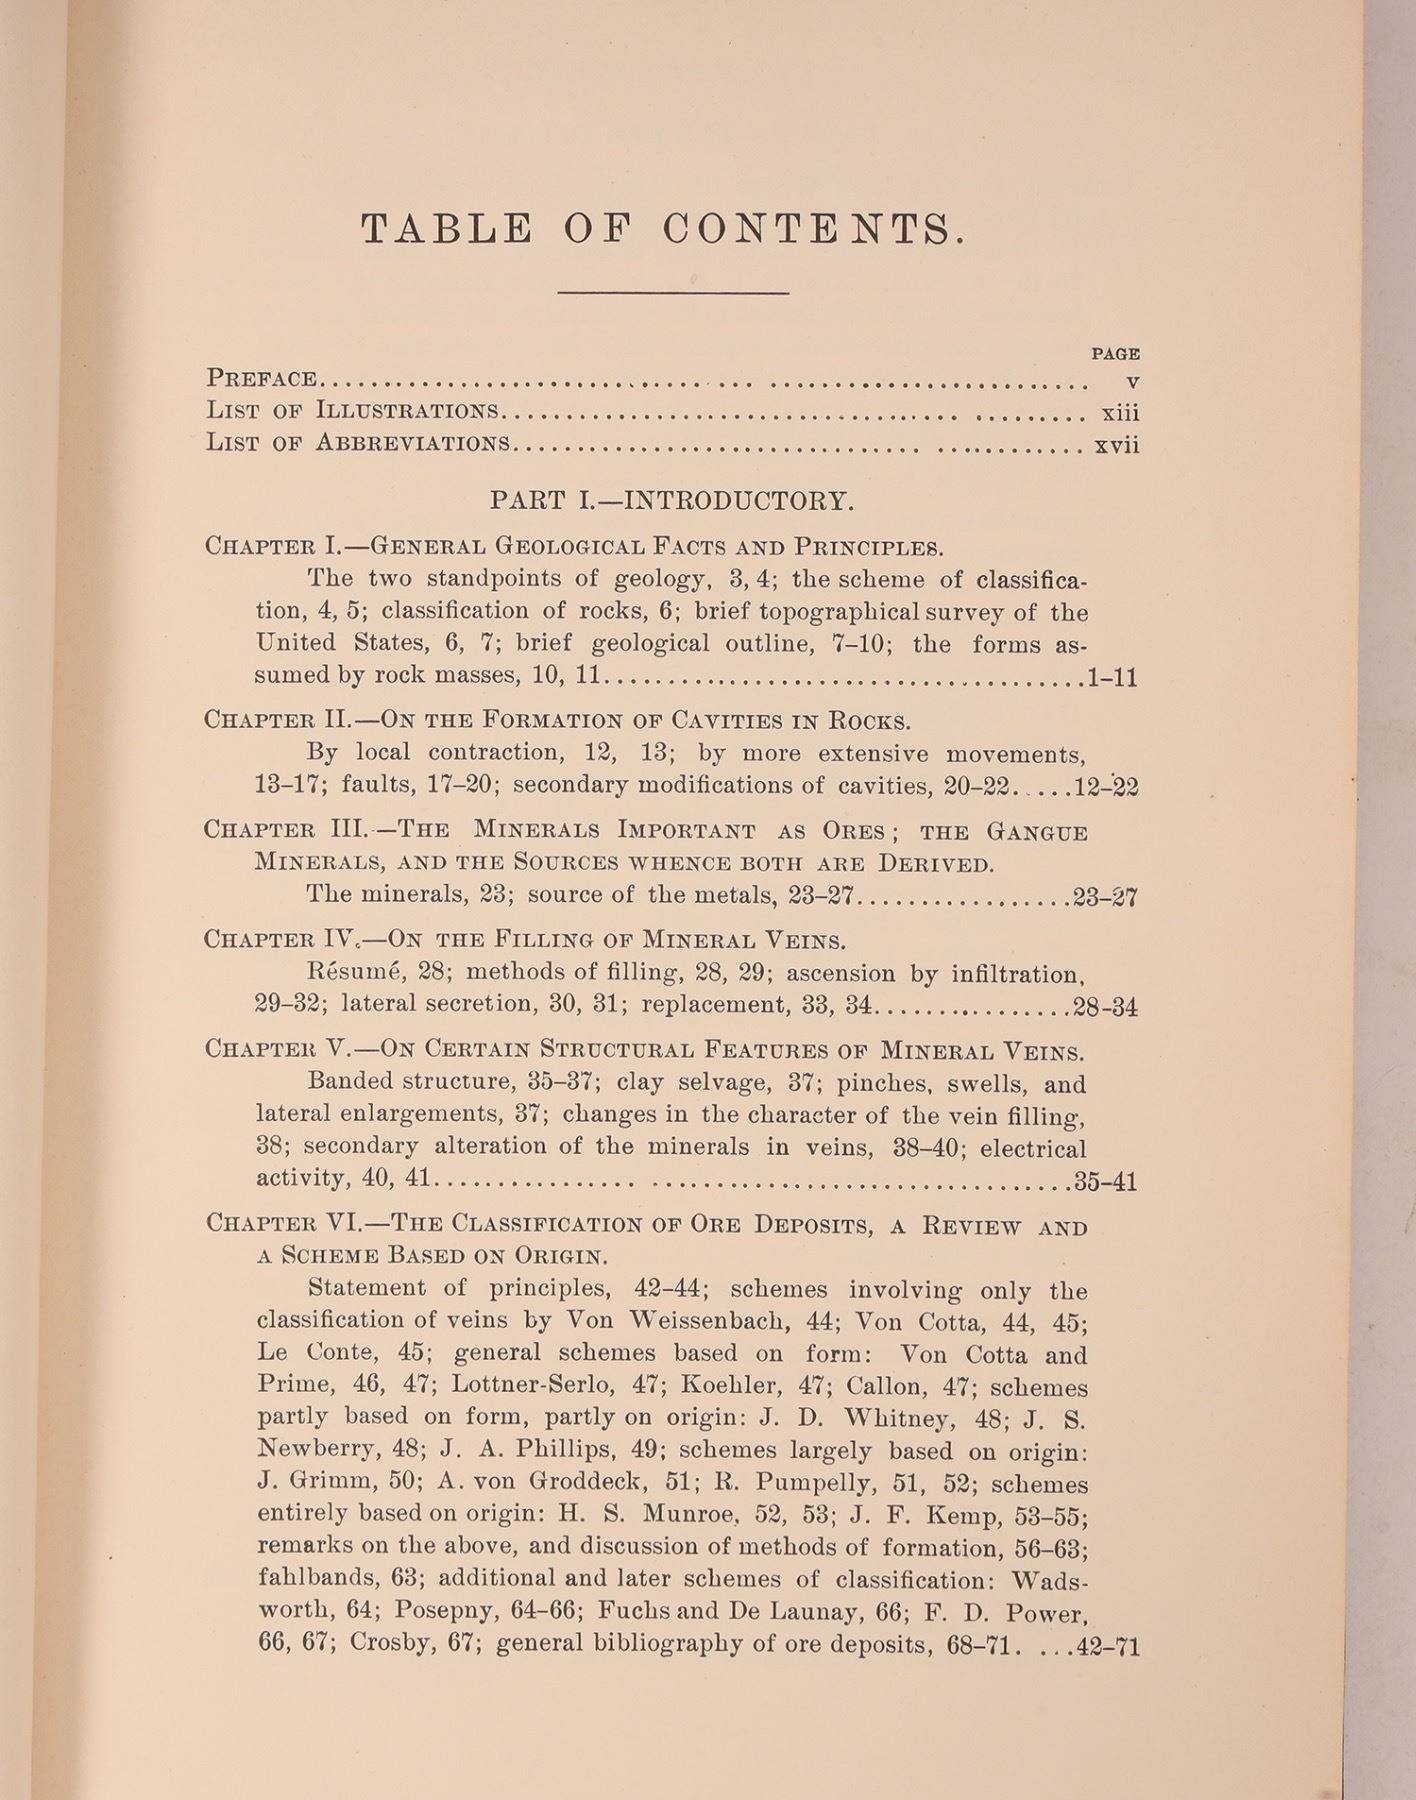 TABLE OF CONTENTS.
PAGE
PREFACE........................................................ v
LIST OF ILLUSTRATIONS.............................................. xiii
LIST OF ABBREVIATIONS............................................ xvii
PART I.—INTRODUCTORY.
CHAPTER I.—GENERAL GEOLOGICAL FACTS AND PRINCIPLES.
The two standpoints of geology, 3, 4; the scheme of classifica-
tion, 4, 5; classification of rocks, 6; brief topographical survey of the
United States, 6, 7; brief geological outline, 7–10; the forms as-
sumed by rock masses, 10, 11.......................................1–11
CHAPTER II.—ON THE FORMATION OF CAVITIES IN ROCKS.
By local contraction, 12, 13; by more extensive movements,
13–17; faults, 17–20; secondary modifications of cavities, 20–22.....12–22
CHAPTER III.—THE MINERALS IMPORTANT AS ORES; THE GANGUE
MINERALS, AND THE SOURCES WHENCE BOTH ARE DERIVED.
The minerals, 23; source of the metals, 23–27.................23–27
CHAPTER IV.—ON THE FILLING OF MINERAL VEINS.
Résumé, 28; methods of filling, 28, 29; ascension by infiltration,
29–32; lateral secretion, 30, 31; replacement, 33, 34................28-34
CHAPTER V.—ON CERTAIN STRUCTURAL FEATURES OF MINERAL VEINS.
Banded structure, 35–37; clay selvage, 37; pinches, swells, and
lateral enlargements, 37; changes in the character of the vein filling,
38; secondary alteration of the minerals in veins, 38–40; electrical
activity, 40, 41..................................................35–41
CHAPTER VI.—THE CLASSIFICATION OF ORE DEPOSITS, A REVIEW AND
A SCHEME BASED ON ORIGIN.
Statement of principles, 42–44; schemes involving only the
classification of veins by Von Weissenbach, 44; Von Cotta, 44, 45;
Le Conte, 45; general schemes based on form: Von Cotta and
Prime, 46, 47; Lottner-Serlo, 47; Koehler, 47; Callon, 47; schemes
partly based on form, partly on origin: J. D. Whitney, 48; J. S.
Newberry, 48; J. A. Phillips, 49; schemes largely based on origin:
J. Grimm, 50; A. von Groddeck, 51; R. Pumpelly, 51, 52; schemes
entirely based on origin: H. S. Munroe, 52, 53; J. F. Kemp, 53–55;
remarks on the above, and discussion of methods of formation, 56–63;
fahlbands, 63; additional and later schemes of classification: Wads-
worth, 64; Posepny, 64–66; Fuchs and De Launay, 66; F. D. Power,
66, 67; Crosby, 67; general bibliography of ore deposits, 68–71. ...42–71